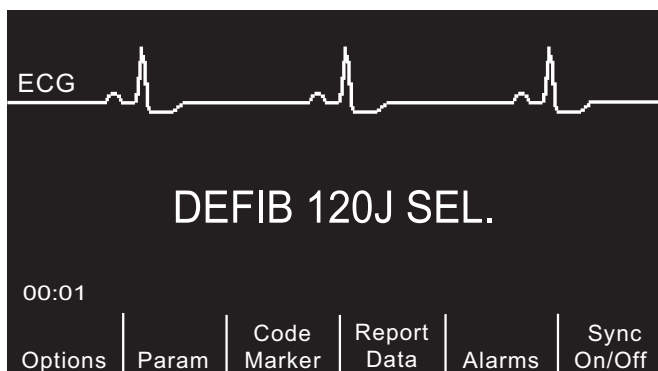 ECG
DEFIB 120J SEL.
00:01
Options Param Code Marker Report Data Alarms Sync On/Off